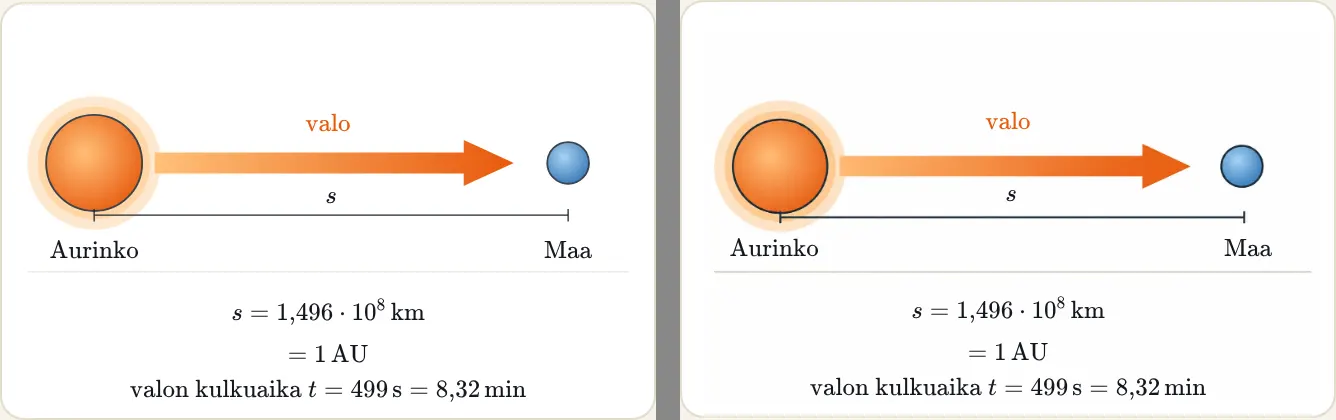 valo
s
Aurinko Maa
s = 1,496 · 10⁸ km
= 1 AU
valon kulkuaika t = 499 s = 8,32 min
valo
s
Aurinko Maa
s = 1,496 · 10⁸ km
= 1 AU
valon kulkuaika t = 499 s = 8,32 min